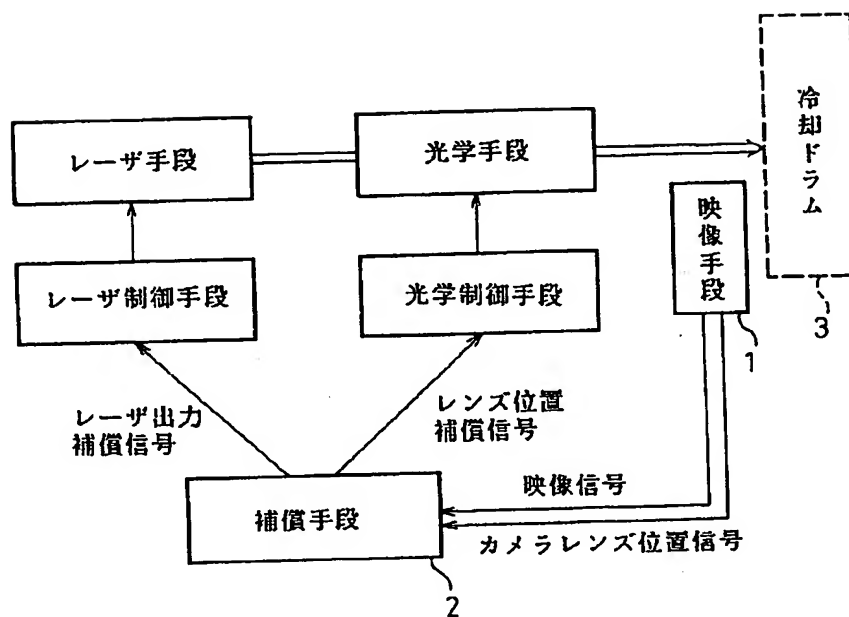 冷却ドラム
3
レーザ手段
光学手段
映像手段
1
レーザ制御手段
光学制御手段
レーザ出力
補償信号
レンズ位置
補償信号
映像信号
カメラレンズ位置信号
補償手段
2